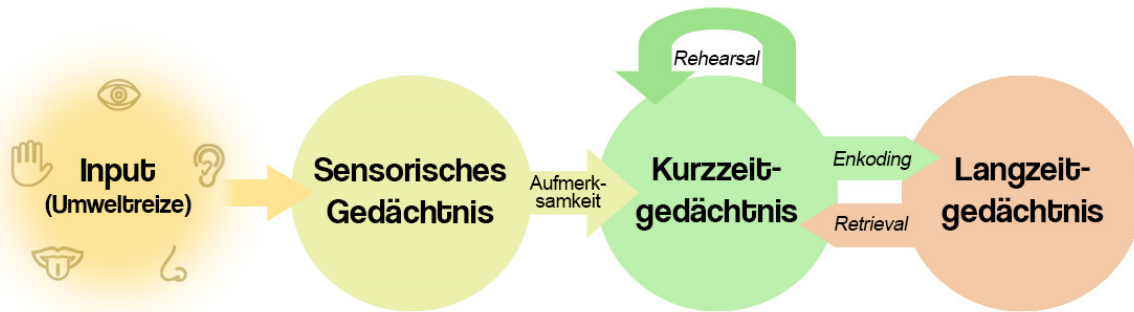 Rehearsal
Input
(Umweltreize)
Sensorisches
Gedächtnis
Aufmerk-
samkeit
Kurzzeit-
gedächtnis
Enkoding
Retrieval
Langzeit-
gedächtnis